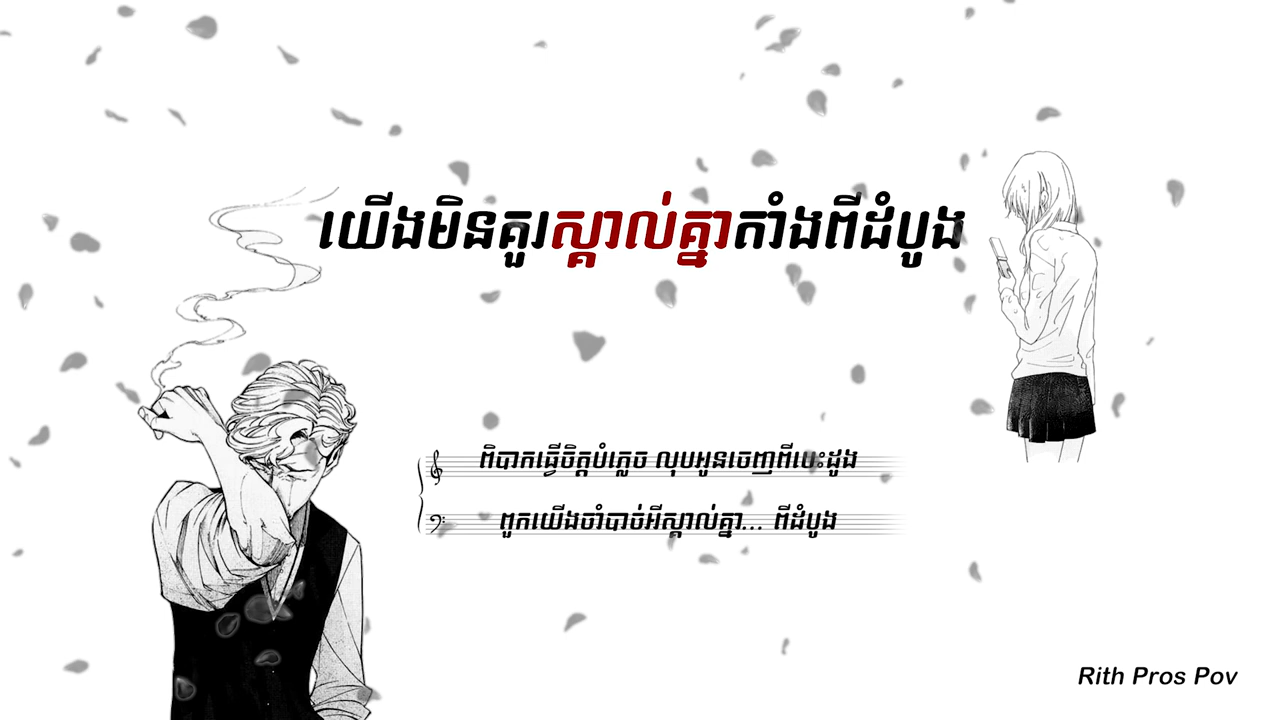 យើងមិនគួរស្គាល់គ្នាតាំងពីដំបូង
ពិបាកធ្វើចិត្តបំភ្លេច លុបអូនចេញពីបេះដូង
ពួកយើងចាំបាច់អីស្គាល់គ្នា... ពីដំបូង
Rith Pros Pov